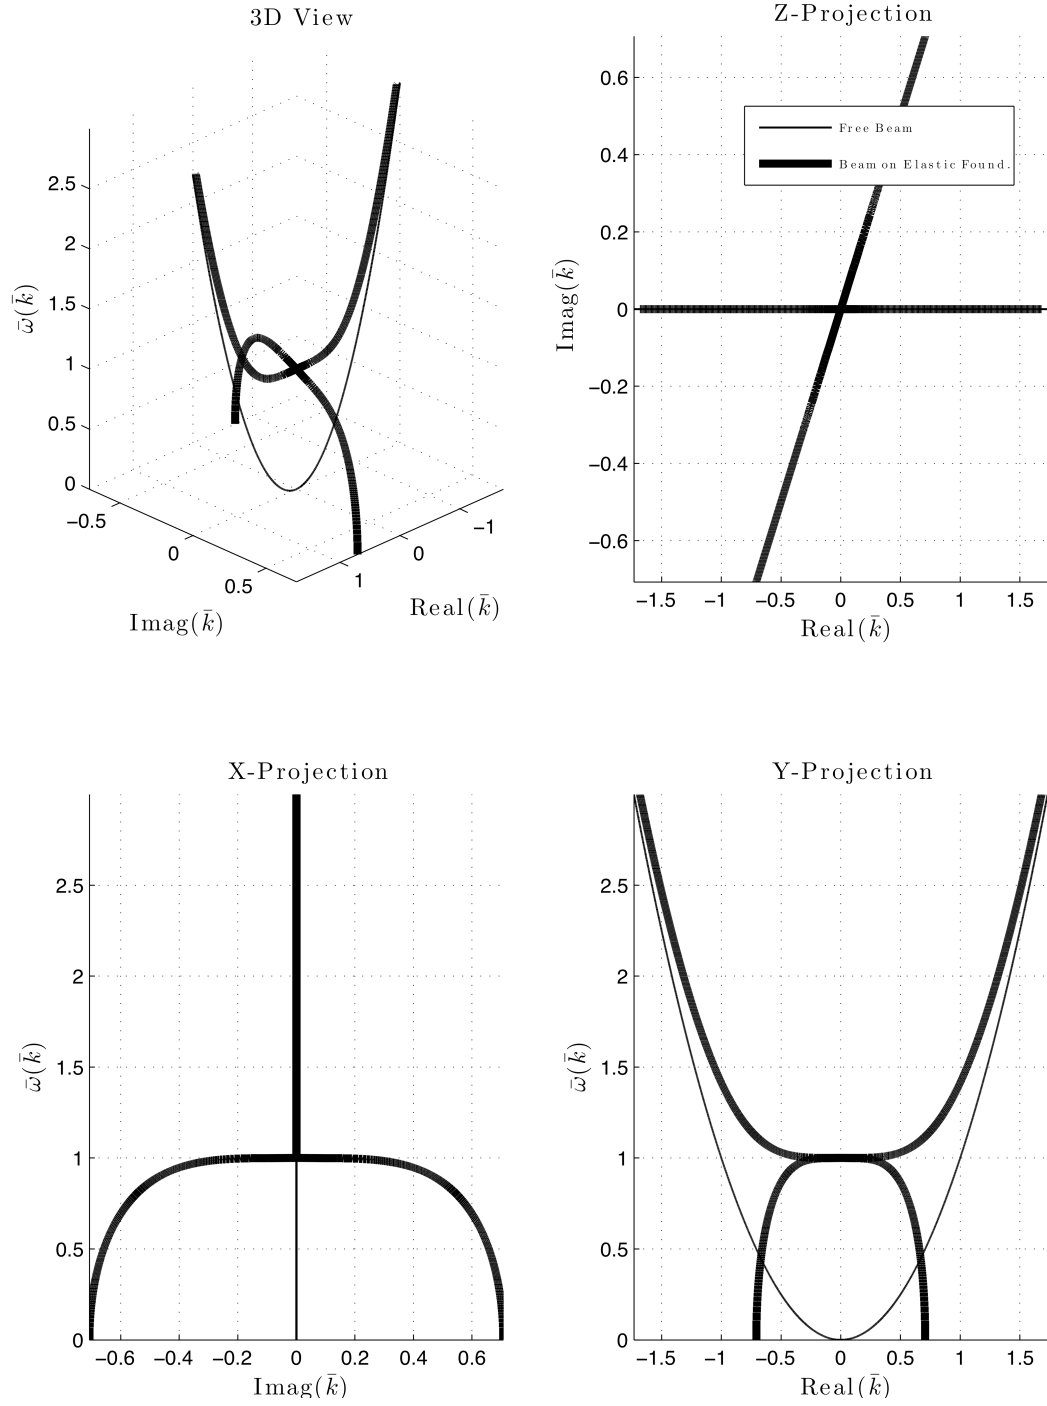 3D View
2.5
2
1.5
1
0.5
0
ω̄(k̄)
−0.5
0
0.5
Imag(k̄)
1
0
−1
Real(k̄)
Z-Projection
Free Beam
Beam on Elastic Found.
0.6
0.4
0.2
0
−0.2
−0.4
−0.6
Imag(k̄)
−1.5 −1 −0.5 0 0.5 1 1.5
Real(k̄)
X-Projection
2.5
2
1.5
1
0.5
0
ω̄(k̄)
−0.6 −0.4 −0.2 0 0.2 0.4 0.6
Imag(k̄)
Y-Projection
2.5
2
1.5
1
0.5
0
ω̄(k̄)
−1.5 −1 −0.5 0 0.5 1 1.5
Real(k̄)